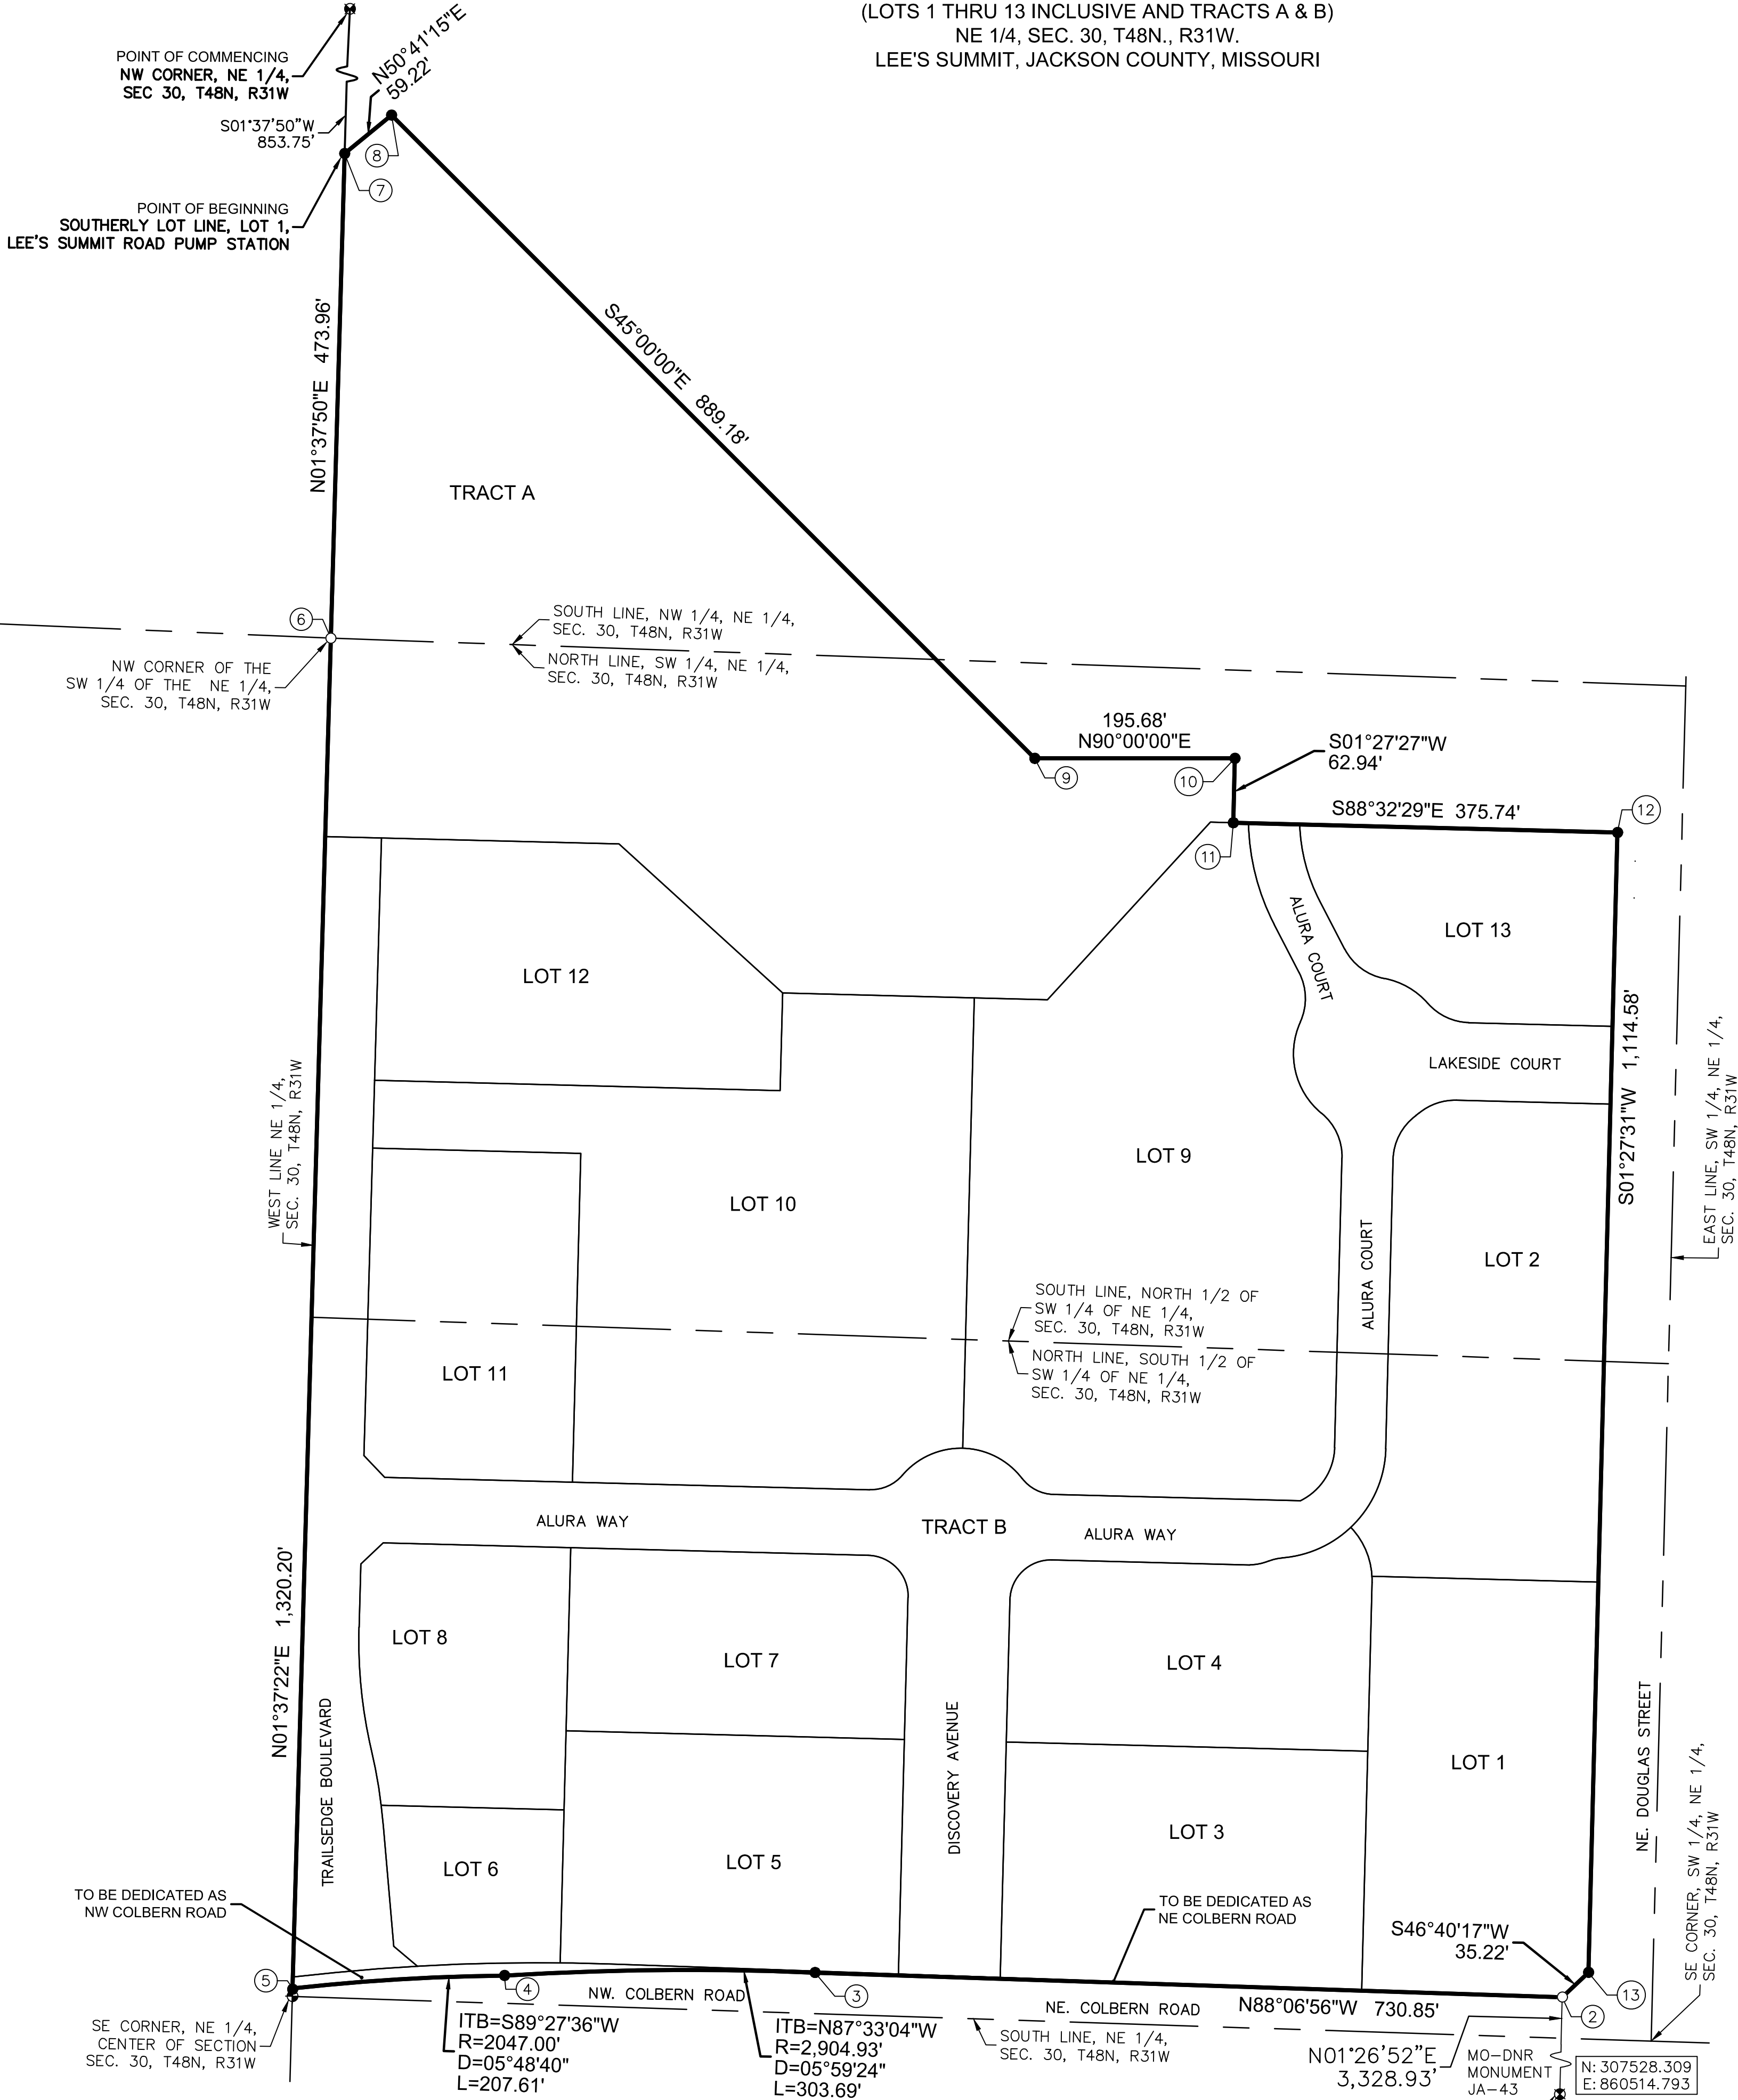 (LOTS 1 THRU 13 INCLUSIVE AND TRACTS A & B)
NE 1/4, SEC. 30, T48N., R31W.
LEE'S SUMMIT, JACKSON COUNTY, MISSOURI
POINT OF COMMENCING
NW CORNER, NE 1/4,
SEC 30, T48N, R31W
N50°41'15"E
59.22'
S01°37'50"W
853.75'
8
7
POINT OF BEGINNING
SOUTHERLY LOT LINE, LOT 1,
LEE'S SUMMIT ROAD PUMP STATION
N01°37'50"E 473.96'
S45°00'00"E 889.18'
TRACT A
6
SOUTH LINE, NW 1/4, NE 1/4,
SEC. 30, T48N, R31W
NORTH LINE, SW 1/4, NE 1/4,
SEC. 30, T48N, R31W
NW CORNER OF THE
SW 1/4 OF THE NE 1/4,
SEC. 30, T48N, R31W
195.68'
N90°00'00"E
S01°27'27"W
62.94'
9
10
S88°32'29"E 375.74'
12
11
ALURA COURT
LOT 13
LOT 12
LAKESIDE COURT
S01°27'31"W 1,114.58'
EAST LINE, SW 1/4, NE 1/4,
SEC. 30, T48N, R31W
WEST LINE NE 1/4,
SEC. 30, T48N, R31W
LOT 9
LOT 10
ALURA COURT
LOT 2
SOUTH LINE, NORTH 1/2 OF
SW 1/4 OF NE 1/4,
SEC. 30, T48N, R31W
NORTH LINE, SOUTH 1/2 OF
SW 1/4 OF NE 1/4,
SEC. 30, T48N, R31W
LOT 11
ALURA WAY
TRACT B
ALURA WAY
N01°37'22"E 1,320.20'
LOT 8
LOT 7
LOT 4
TRAILSEDGE BOULEVARD
DISCOVERY AVENUE
LOT 1
NE. DOUGLAS STREET
LOT 3
LOT 6
LOT 5
SE CORNER, SW 1/4, NE 1/4,
SEC. 30, T48N, R31W
TO BE DEDICATED AS
NW COLBERN ROAD
TO BE DEDICATED AS
NE COLBERN ROAD
S46°40'17"W
35.22'
5
4
3
13
2
NW. COLBERN ROAD
NE. COLBERN ROAD
N88°06'56"W 730.85'
SE CORNER, NE 1/4,
CENTER OF SECTION
SEC. 30, T48N, R31W
ITB=S89°27'36"W
R=2047.00'
D=05°48'40"
L=207.61'
ITB=N87°33'04"W
R=2,904.93'
D=05°59'24"
L=303.69'
SOUTH LINE, NE 1/4,
SEC. 30, T48N, R31W
N01°26'52"E
3,328.93'
MO-DNR
MONUMENT
JA-43
N: 307528.309
E: 860514.793